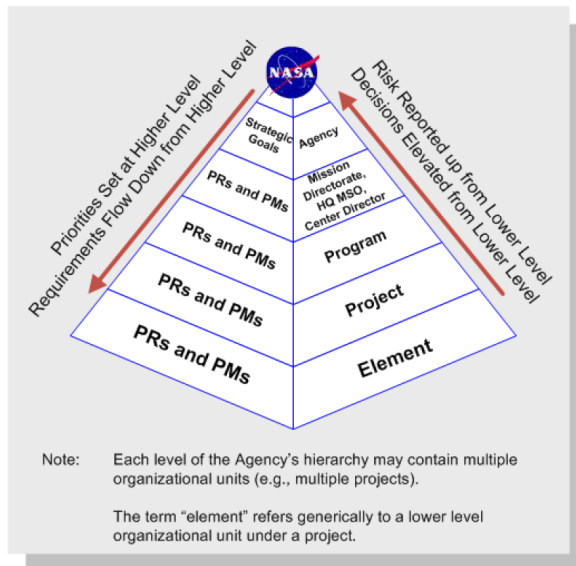 NASA
Priorities Set at Higher Level
Requirements Flow Down from Higher Level
Risk Reported up from Lower Level
Decisions Elevated from Lower Level
Strategic
Goals
Agency
PRs and PMs
Mission
Directorate,
HQ MSO,
Center Director
PRs and PMs
Program
PRs and PMs
Project
PRs and PMs
Element
Note:    Each level of the Agency's hierarchy may contain multiple
organizational units (e.g., multiple projects).
The term “element” refers generically to a lower level
organizational unit under a project.